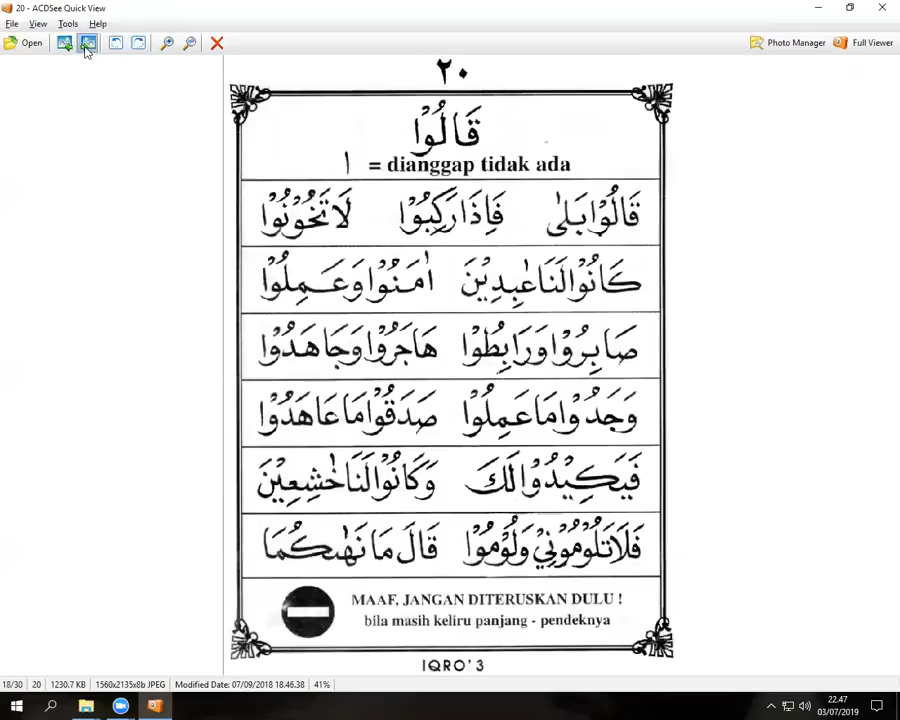 20 - ACDSee Quick View
File View Tools Help
Open Photo Manager Full Viewer
٢٠
قَالُوْا
ا = dianggap tidak ada
قَالُوْا بَلٰى فَاِذَا رَكِبُوْا لَا تَخُوْنُوْا
كَانُوْا لَنَا عٰبِدِيْنَ اٰمَنُوْا وَعَمِلُوْا
صَابِرُوْا وَرَابِطُوْا هَاجَرُوْا وَجَاهَدُوْا
وَجَدُوْا مَا عَمِلُوْا صَدَقُوْا مَا عَاهَدُوْا
فَيَكِيْدُوْا لَكَ وَكَانُوْا لَنَا خٰشِعِيْنَ
فَلَا تَلُوْمُوْنِيْ وَلُوْمُوْا قَالَ مَا نَهٰىكُمَا
MAAF, JANGAN DITERUSKAN DULU !
bila masih keliru panjang - pendeknya
IQRO' 3
18/30 20 1230.7 KB 1560x2135x8b JPEG Modified Date: 07/09/2018 18.46.38 41%
22.47
03/07/2019